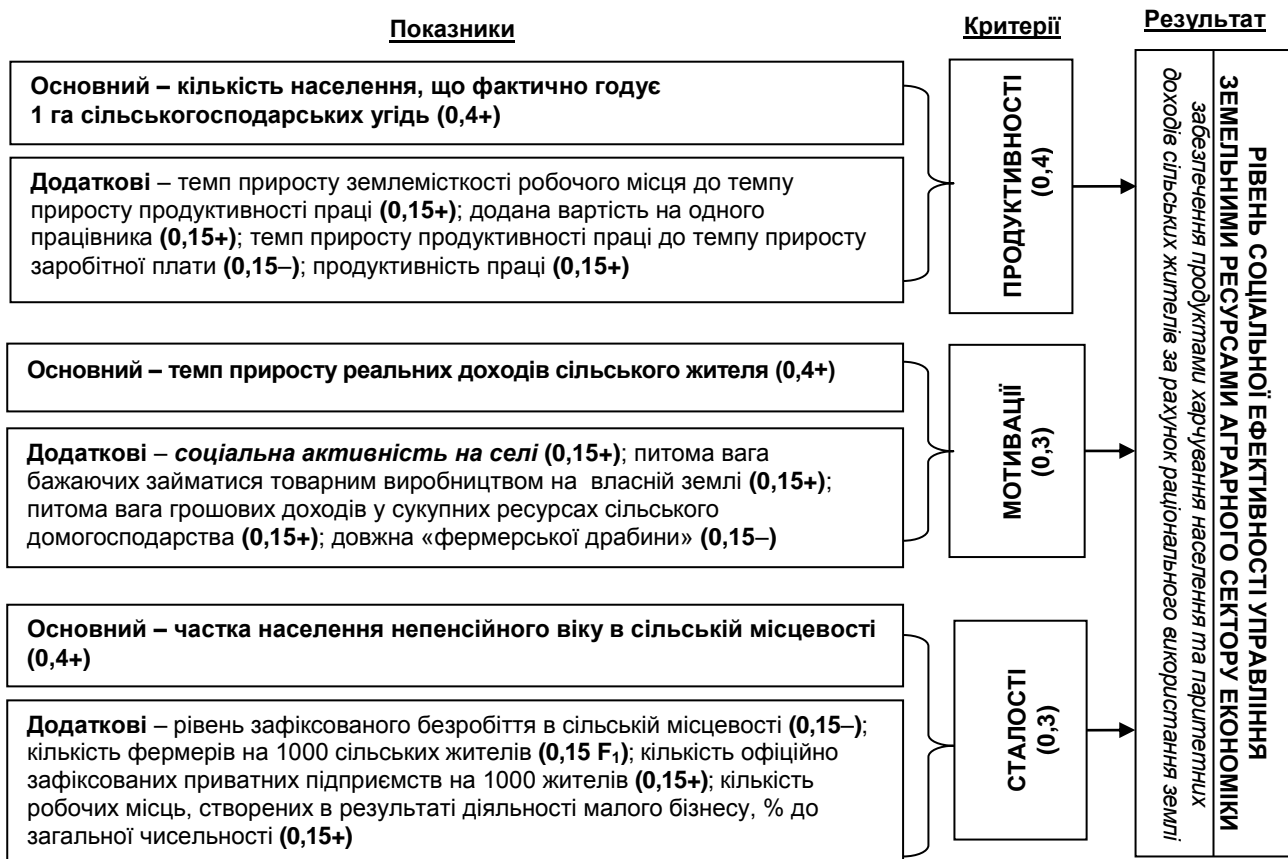 Показники
Критерії
Результат
Основний – кількість населення, що фактично годує
1 га сільськогосподарських угідь (0,4+)
Додаткові – темп приросту землемісткості робочого місця до темпу
приросту продуктивності праці (0,15+); додана вартість на одного
працівника (0,15+); темп приросту продуктивності праці до темпу приросту
заробітної плати (0,15–); продуктивність праці (0,15+)
ПРОДУКТИВНОСТІ
(0,4)
Основний – темп приросту реальних доходів сільського жителя (0,4+)
Додаткові – соціальна активність на селі (0,15+); питома вага
бажаючих займатися товарним виробництвом на власній землі (0,15+);
питома вага грошових доходів у сукупних ресурсах сільського
домогосподарства (0,15+); довжна «фермерської драбини» (0,15–)
МОТИВАЦІЇ
(0,3)
Основний – частка населення непенсійного віку в сільській місцевості
(0,4+)
Додаткові – рівень зафіксованого безробіття в сільській місцевості (0,15–);
кількість фермерів на 1000 сільських жителів (0,15 F₁); кількість офіційно
зафіксованих приватних підприємств на 1000 жителів (0,15+); кількість
робочих місць, створених в результаті діяльності малого бізнесу, % до
загальної чисельності (0,15+)
СТАЛОСТІ
(0,3)
РІВЕНЬ СОЦІАЛЬНОЇ ЕФЕКТИВНОСТІ УПРАВЛІННЯ
ЗЕМЕЛЬНИМИ РЕСУРСАМИ АГРАРНОГО СЕКТОРУ ЕКОНОМІКИ
забезпечення продуктами харчування населення та паритетних
доходів сільських жителів за рахунок раціонального використання землі